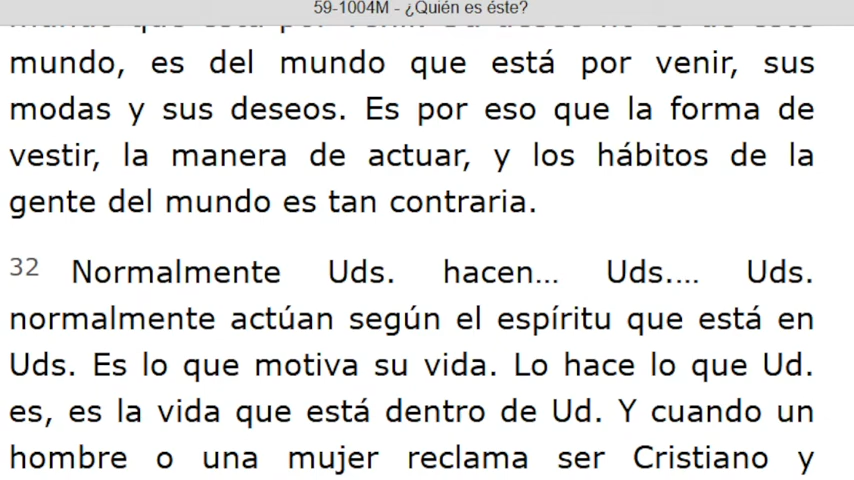 59-1004M - ¿Quién es éste?
mundo, es del mundo que está por venir, sus
modas y sus deseos. Es por eso que la forma de
vestir, la manera de actuar, y los hábitos de la
gente del mundo es tan contraria.
32 Normalmente Uds. hacen... Uds.... Uds.
normalmente actúan según el espíritu que está en
Uds. Es lo que motiva su vida. Lo hace lo que Ud.
es, es la vida que está dentro de Ud. Y cuando un
hombre o una mujer reclama ser Cristiano y